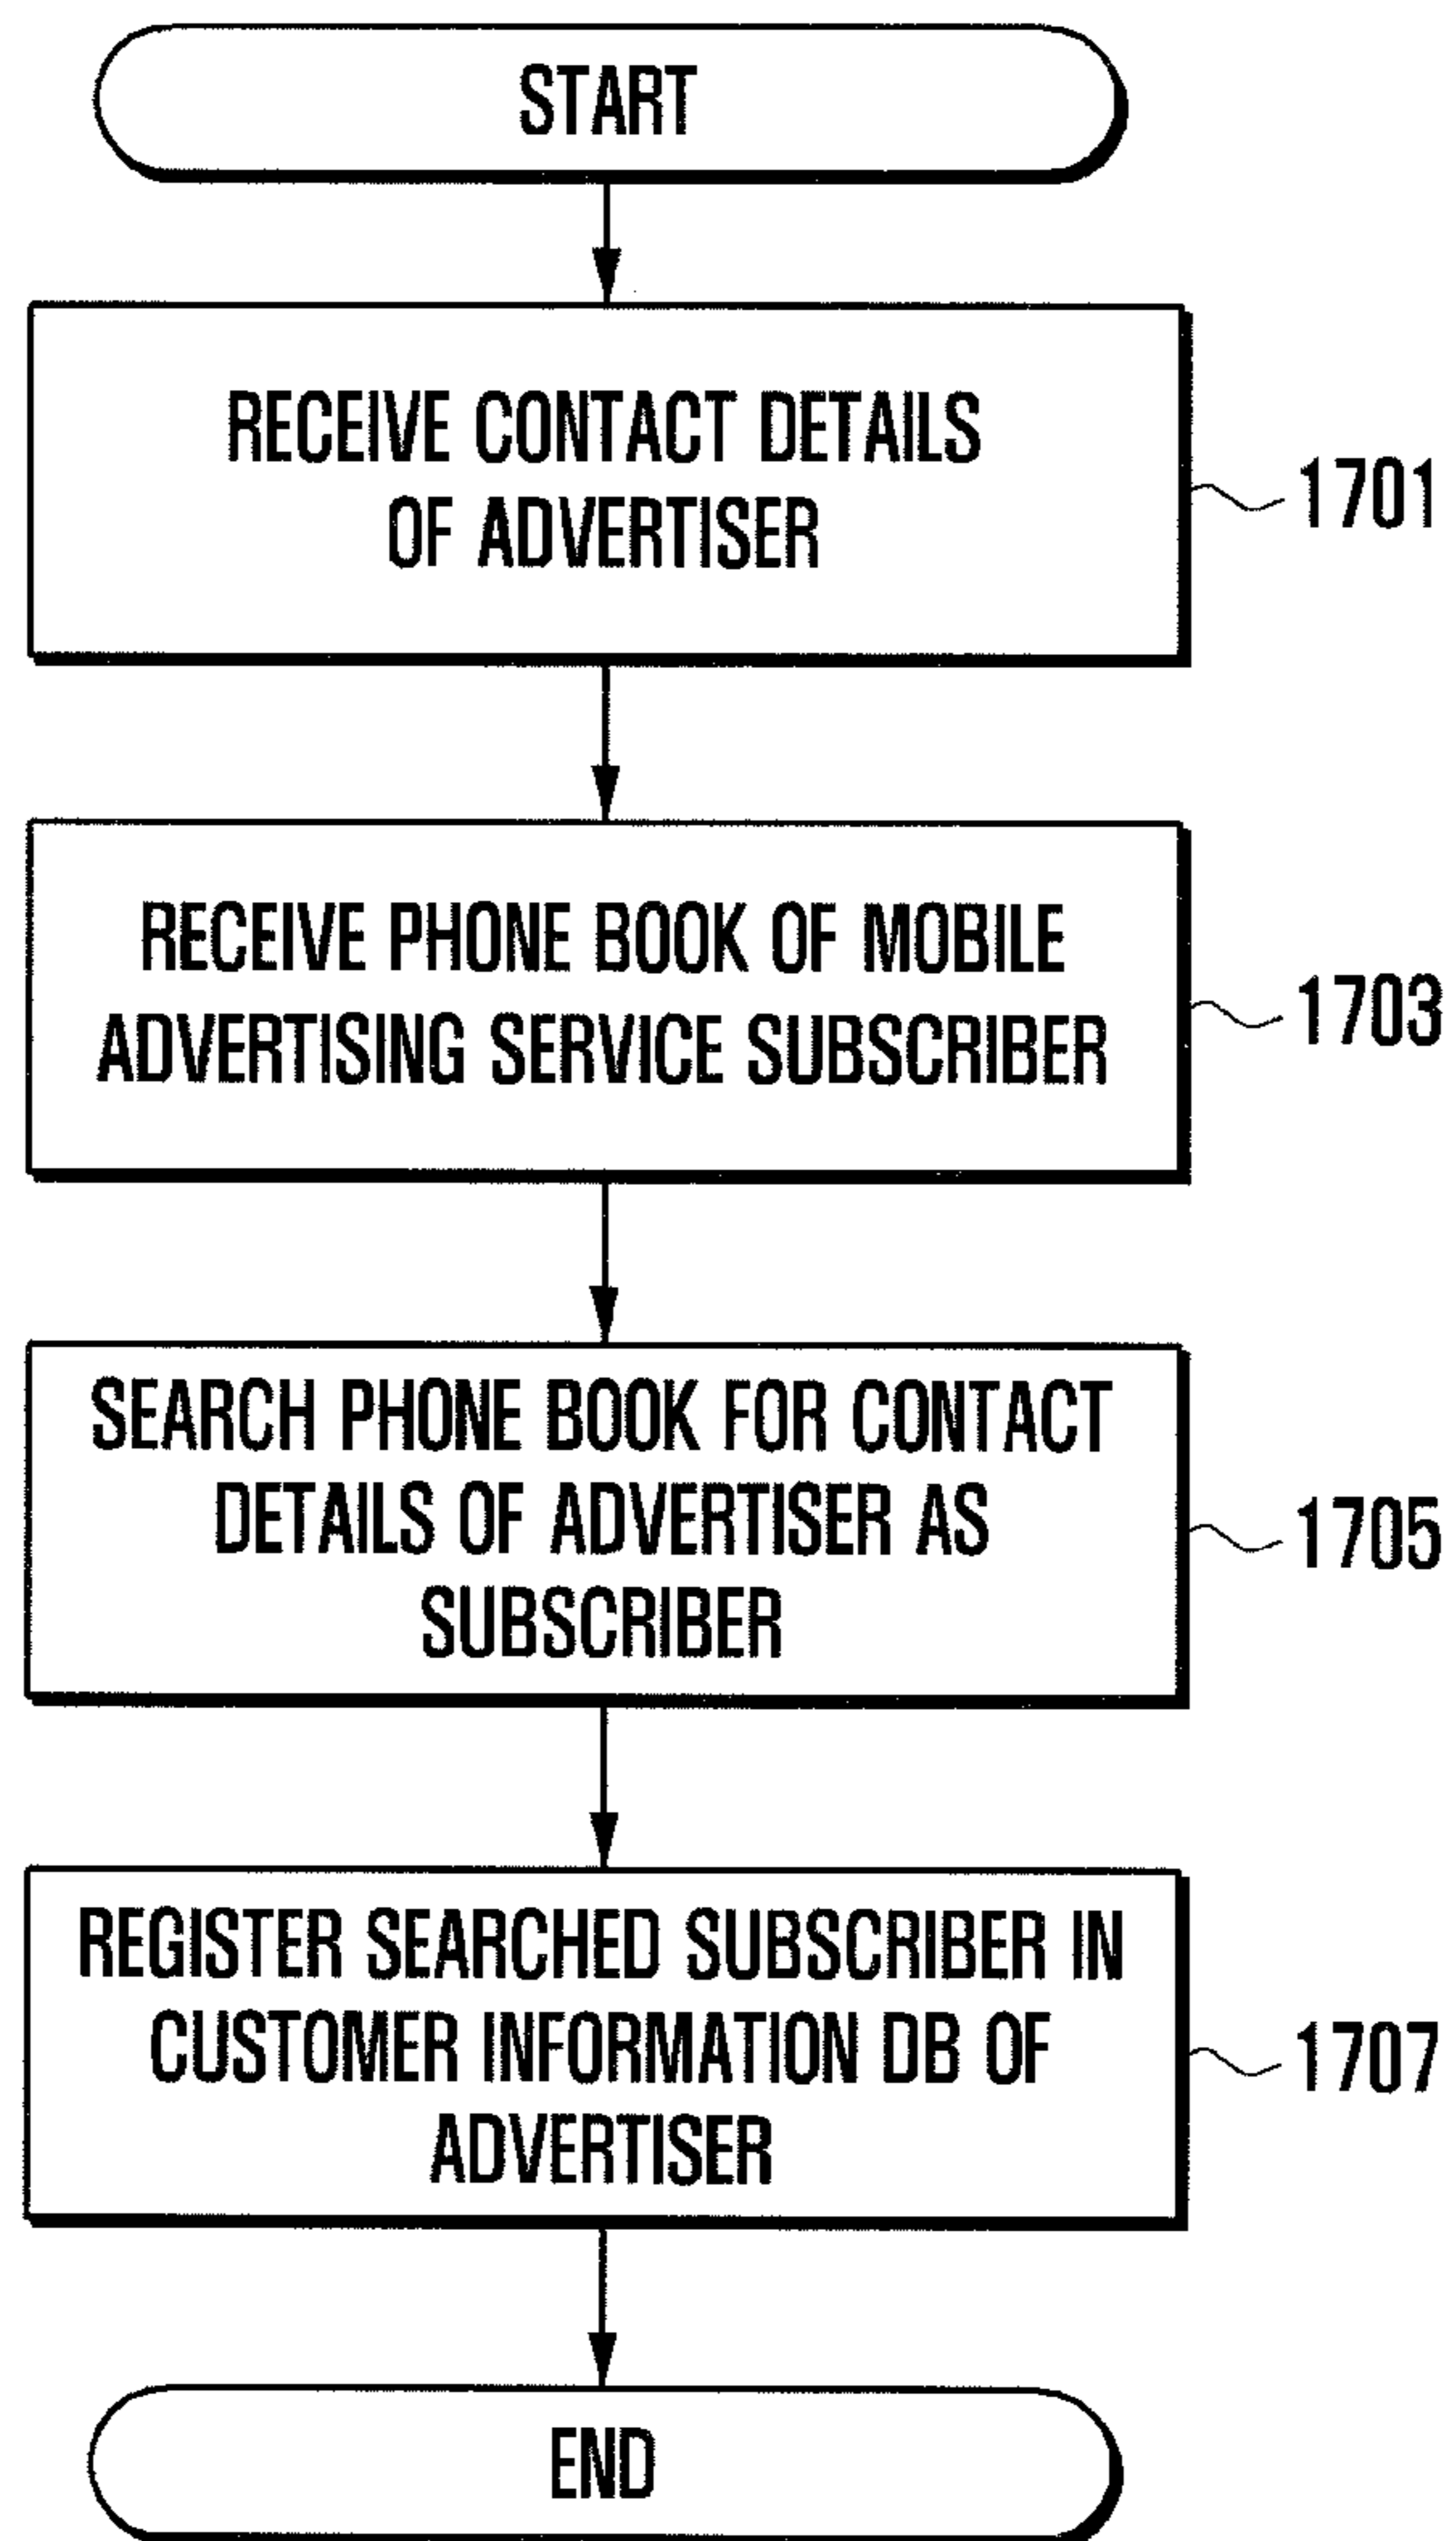 START
RECEIVE CONTACT DETAILS
OF ADVERTISER
1701
RECEIVE PHONE BOOK OF MOBILE
ADVERTISING SERVICE SUBSCRIBER
1703
SEARCH PHONE BOOK FOR CONTACT
DETAILS OF ADVERTISER AS
SUBSCRIBER
1705
REGISTER SEARCHED SUBSCRIBER IN
CUSTOMER INFORMATION DB OF
ADVERTISER
1707
END